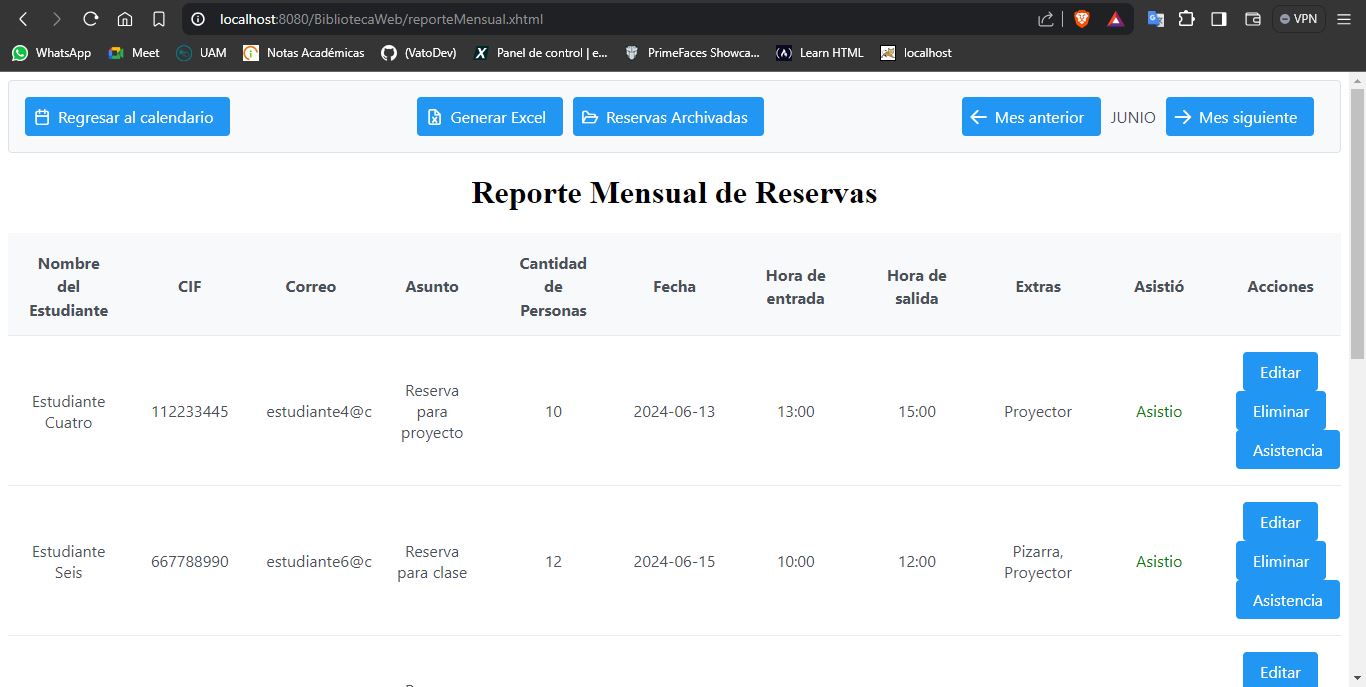 localhost:8080/BibliotecaWeb/reporteMensual.xhtml
VPN
WhatsApp Meet UAM Notas Académicas (VatoDev) Panel de control | e... PrimeFaces Showca... Learn HTML localhost
Regresar al calendario Generar Excel Reservas Archivadas Mes anterior JUNIO Mes siguiente
Reporte Mensual de Reservas
Nombre del Estudiante CIF Correo Asunto Cantidad de Personas Fecha Hora de entrada Hora de salida Extras Asistió Acciones
Estudiante Cuatro 112233445 estudiante4@c Reserva para proyecto 10 2024-06-13 13:00 15:00 Proyector Asistio Editar
Eliminar
Asistencia
Estudiante Seis 667788990 estudiante6@c Reserva para clase 12 2024-06-15 10:00 12:00 Pizarra, Proyector Asistio Editar
Eliminar
Asistencia
Editar